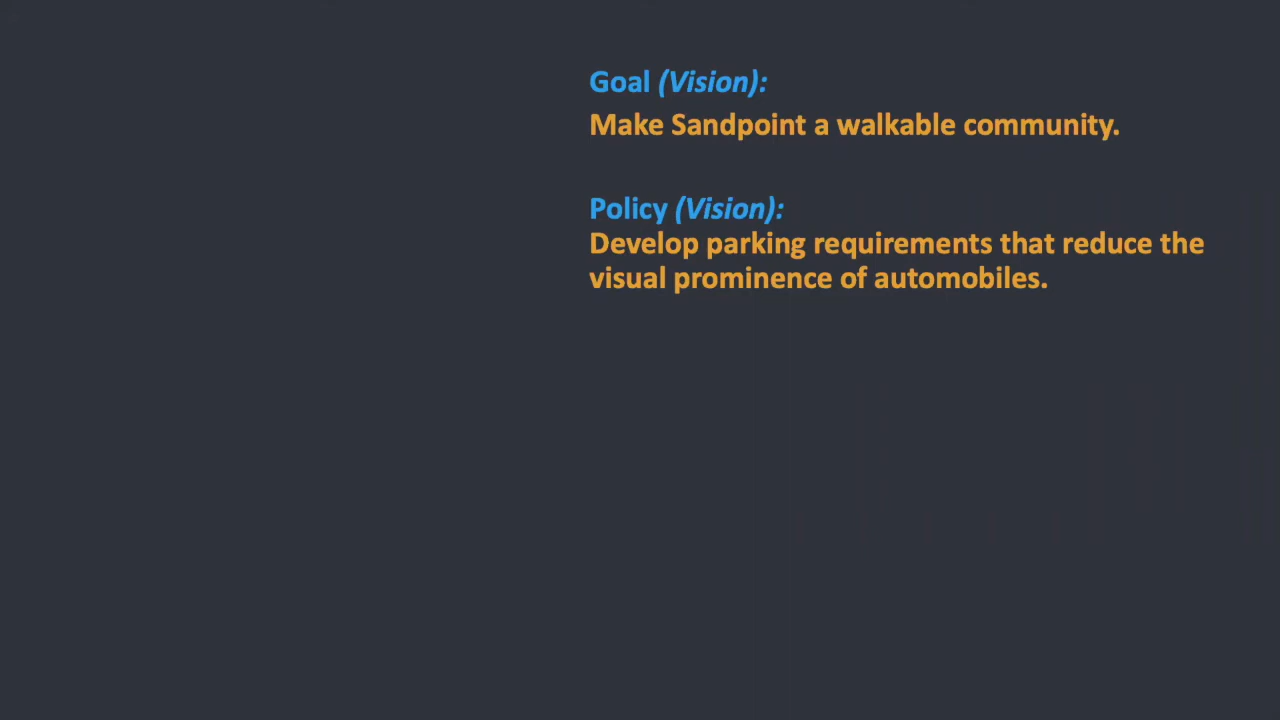 Goal (Vision):
Make Sandpoint a walkable community.
Policy (Vision):
Develop parking requirements that reduce the
visual prominence of automobiles.